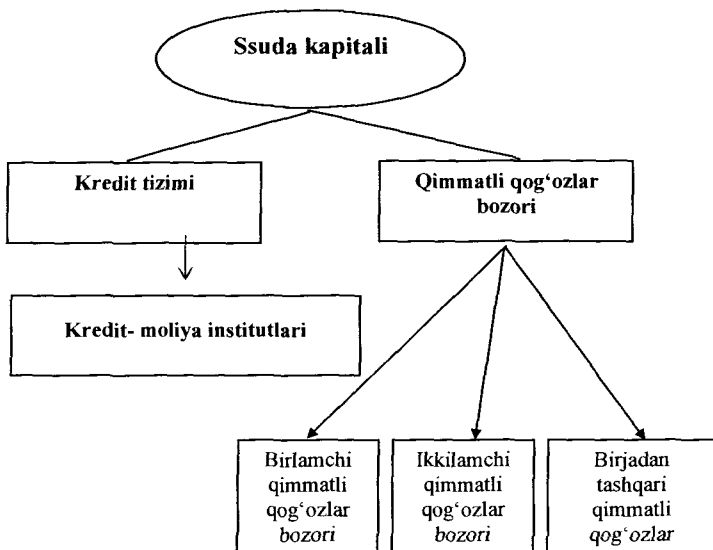 Ssuda kapitali
Kredit tizimi
Qimmatli qog‘ozlar
bozori
Kredit- moliya institutlari
Birlamchi
qimmatli
qog‘ozlar
bozori
Ikkilamchi
qimmatli
qog‘ozlar
bozori
Birjadan
tashqari
qimmatli
qog‘ozlar